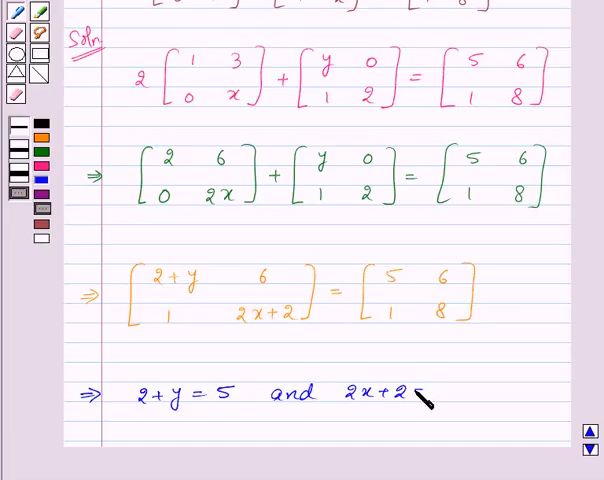 Soln
2 [1 3 0 x] + [y 0 1 2] = [5 6 1 8]
⇒ [2 6 0 2x] + [y 0 1 2] = [5 6 1 8]
⇒ [2+y 6 1 2x+2] = [5 6 1 8]
⇒ 2+y = 5 and 2x+2